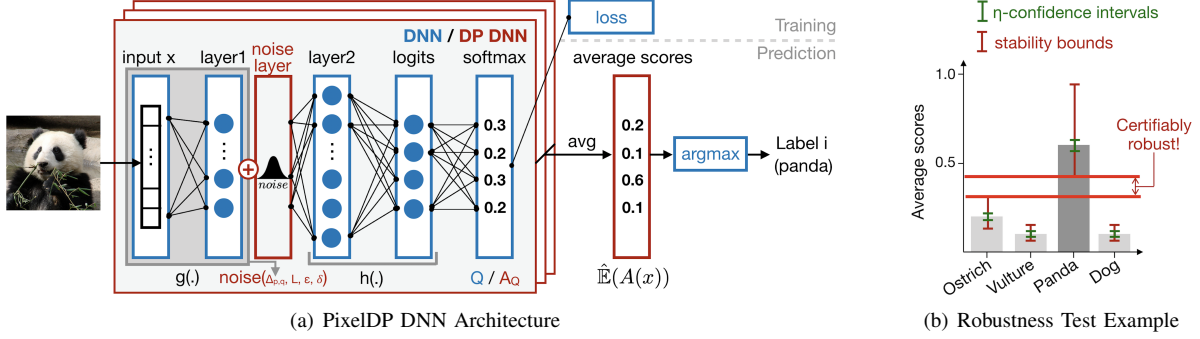 loss
Training
Prediction
DNN / DP DNN
input x
layer1
noise
layer
layer2
logits
softmax
average scores
0.3
0.2
0.3
0.2
noise
avg
0.2
0.1
0.6
0.1
argmax
Label i
(panda)
g(.)
noise(Δp,q, L, ε, δ)
h(.)
Q / AQ
Ê(A(x))
(a) PixelDP DNN Architecture
η-confidence intervals
stability bounds
1.0
0.5
Average scores
Certifiably
robust!
Ostrich
Vulture
Panda
Dog
(b) Robustness Test Example